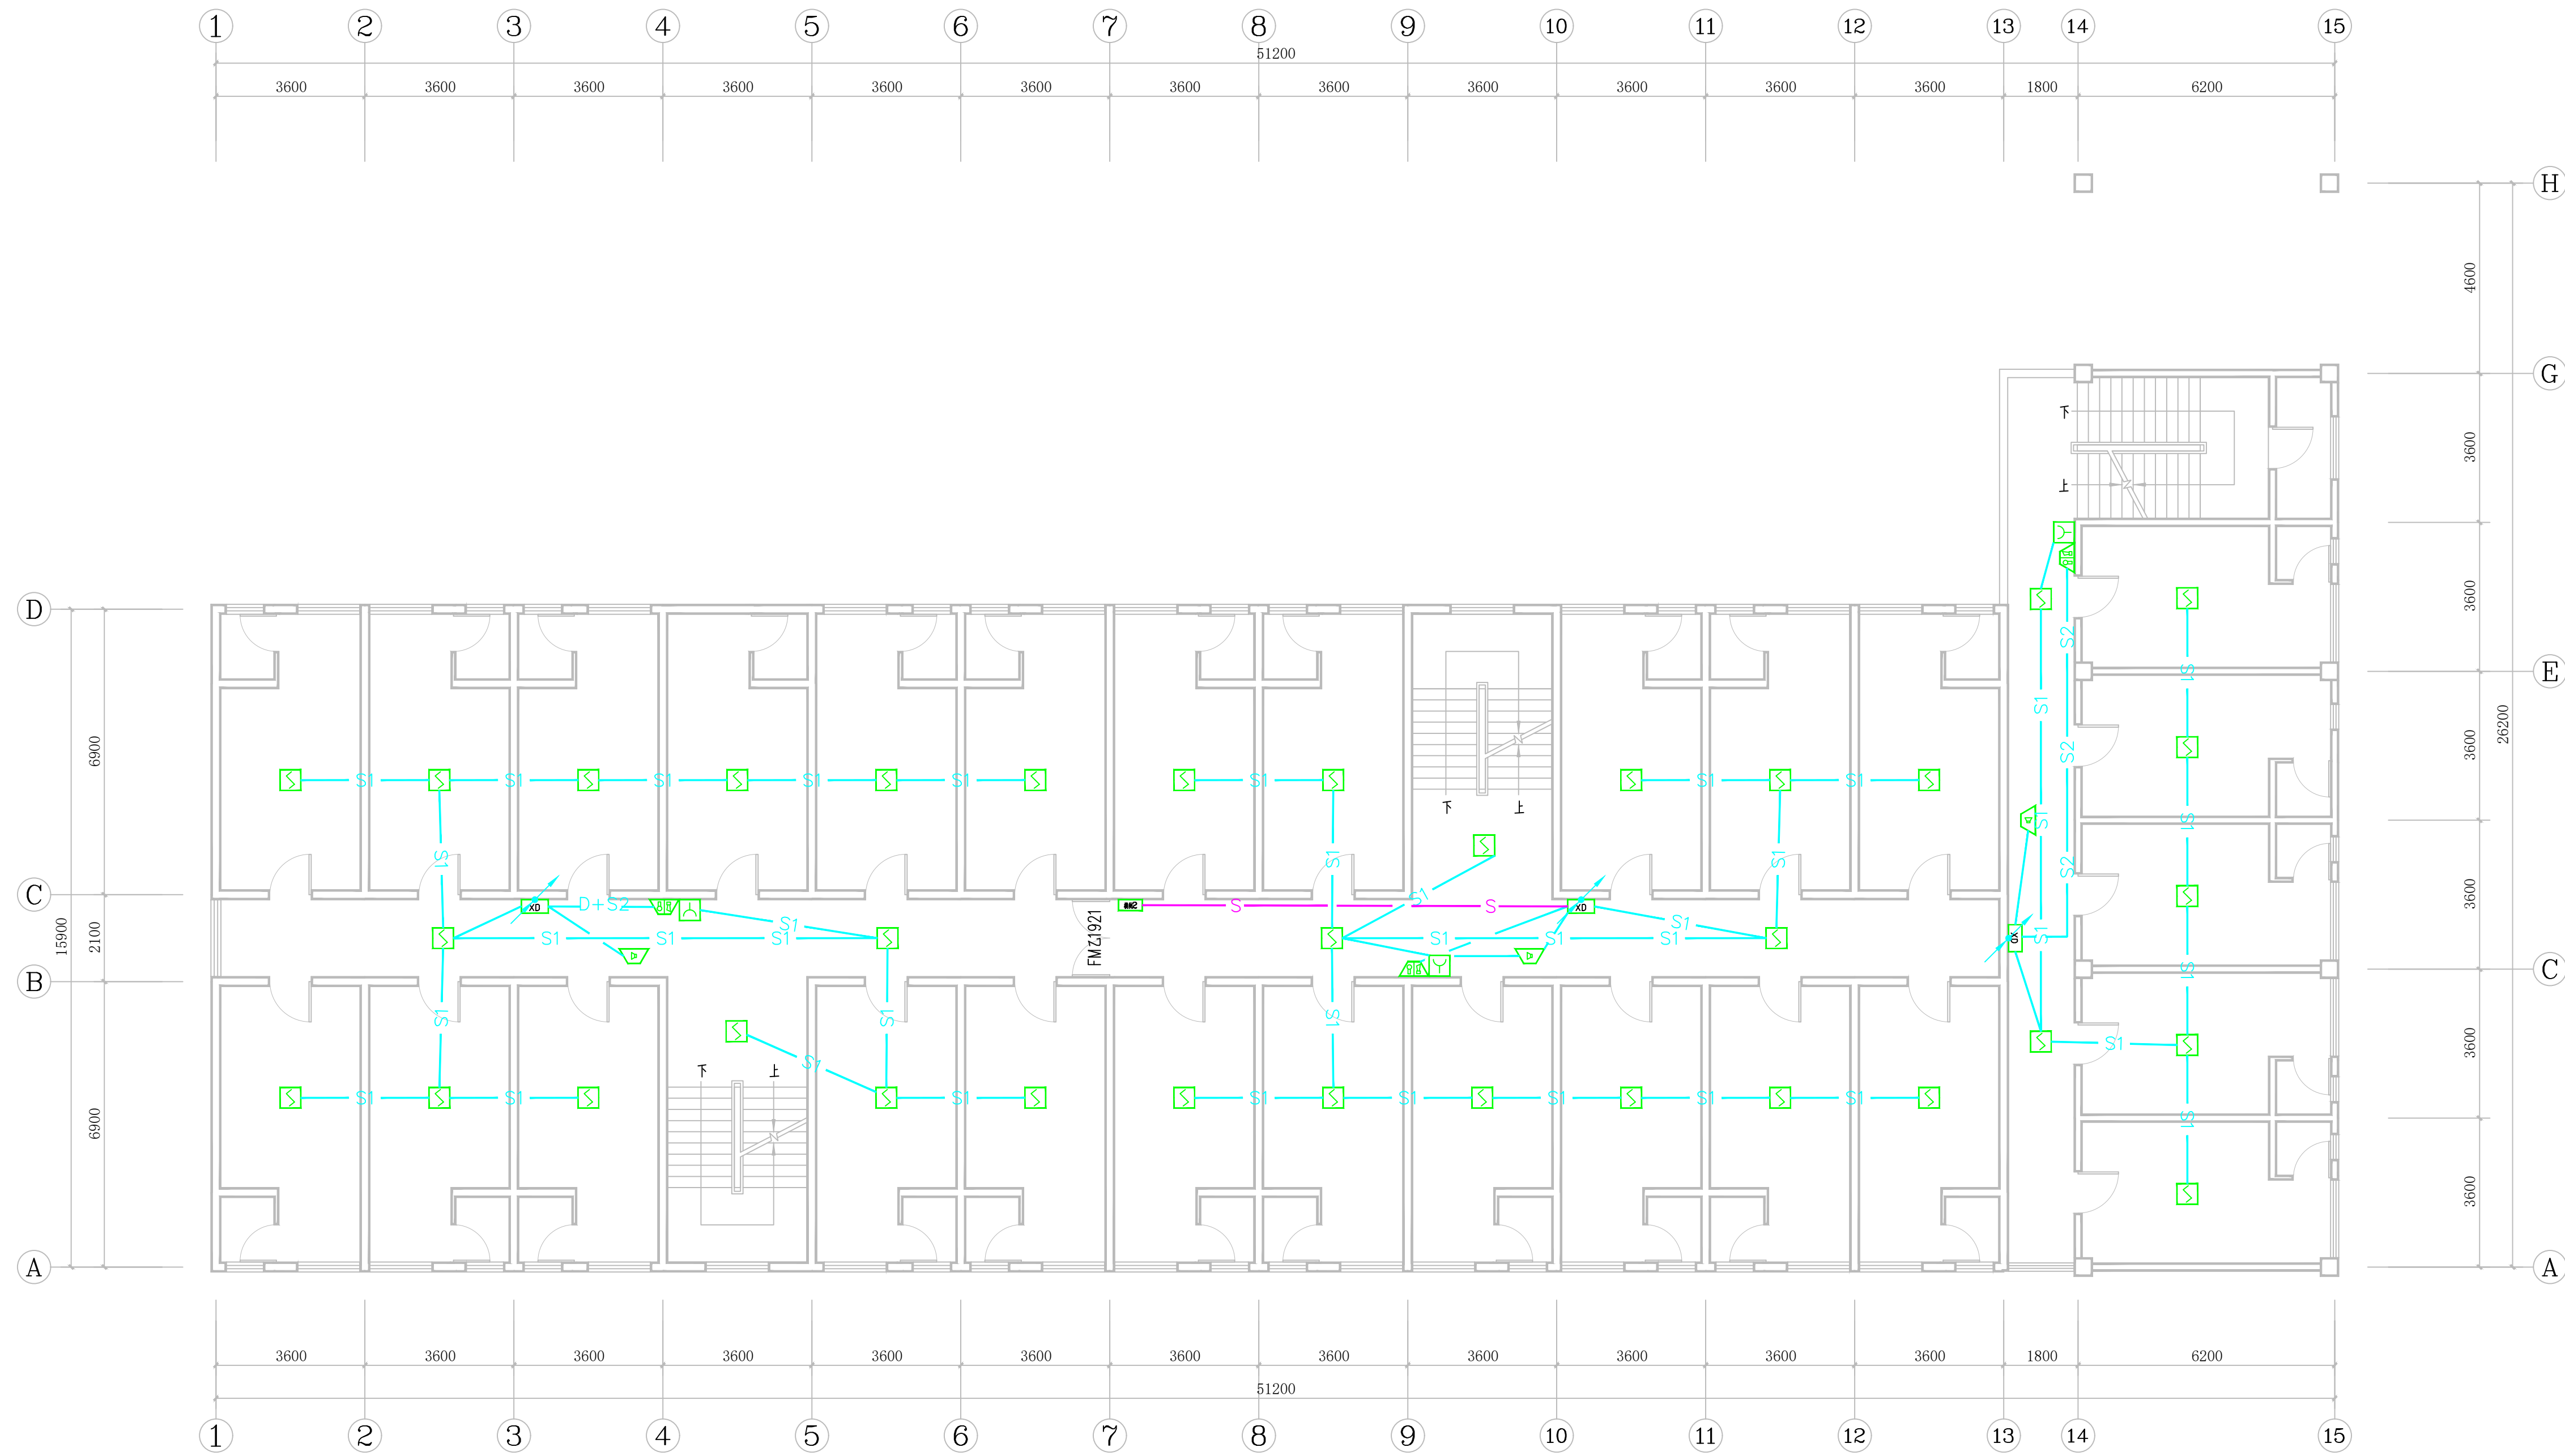 1 2 3 4 5 6 7 8 9 10 11 12 13 14 15
51200
3600 3600 3600 3600 3600 3600 3600 3600 3600 3600 3600 3600 1800 6200
H
4600
G
下
3600
上
3600
D
S2
E
S1
S1
6900
3600
S2
26200
S1 S1 S1 S1 S1 S1 S1 S1
下 上
S1 S1
S1 S1 S1 S1
S2
3600
C
S1
XD D+S2
S S XD
S1 S1
15900
2100
FMZ1921
S1 S1 S1 S1 S1 S1
XD
S1
S1
C
B
S1 S1 S1
S1
3600
S1
下 上
S1 S1 S1 S1 S1 S1 S1
S1
6900
3600
A
A
3600 3600 3600 3600 3600 3600 3600 3600 3600 3600 3600 3600 1800 6200
51200
1 2 3 4 5 6 7 8 9 10 11 12 13 14 15